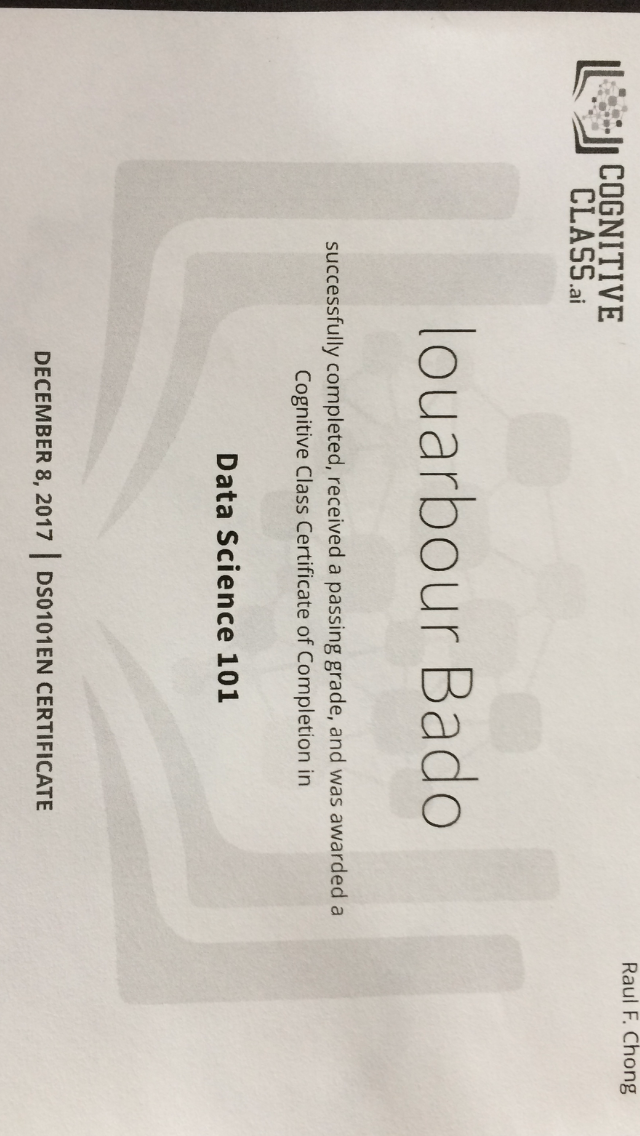 COGNITIVE
CLASS.ai
Raul F. Chong
louarbour Bado
successfully completed, received a passing grade, and was awarded a
Cognitive Class Certificate of Completion in
Data Science 101
DECEMBER 8, 2017 | DS0101EN CERTIFICATE